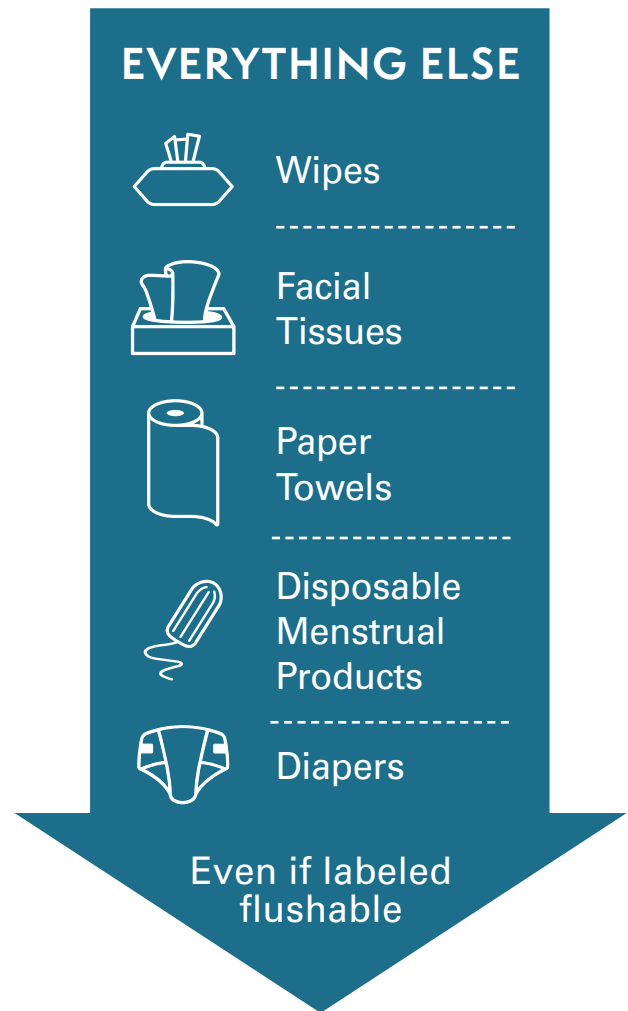 EVERYTHING ELSE
Wipes
Facial
Tissues
Paper
Towels
Disposable
Menstrual
Products
Diapers
Even if labeled
flushable